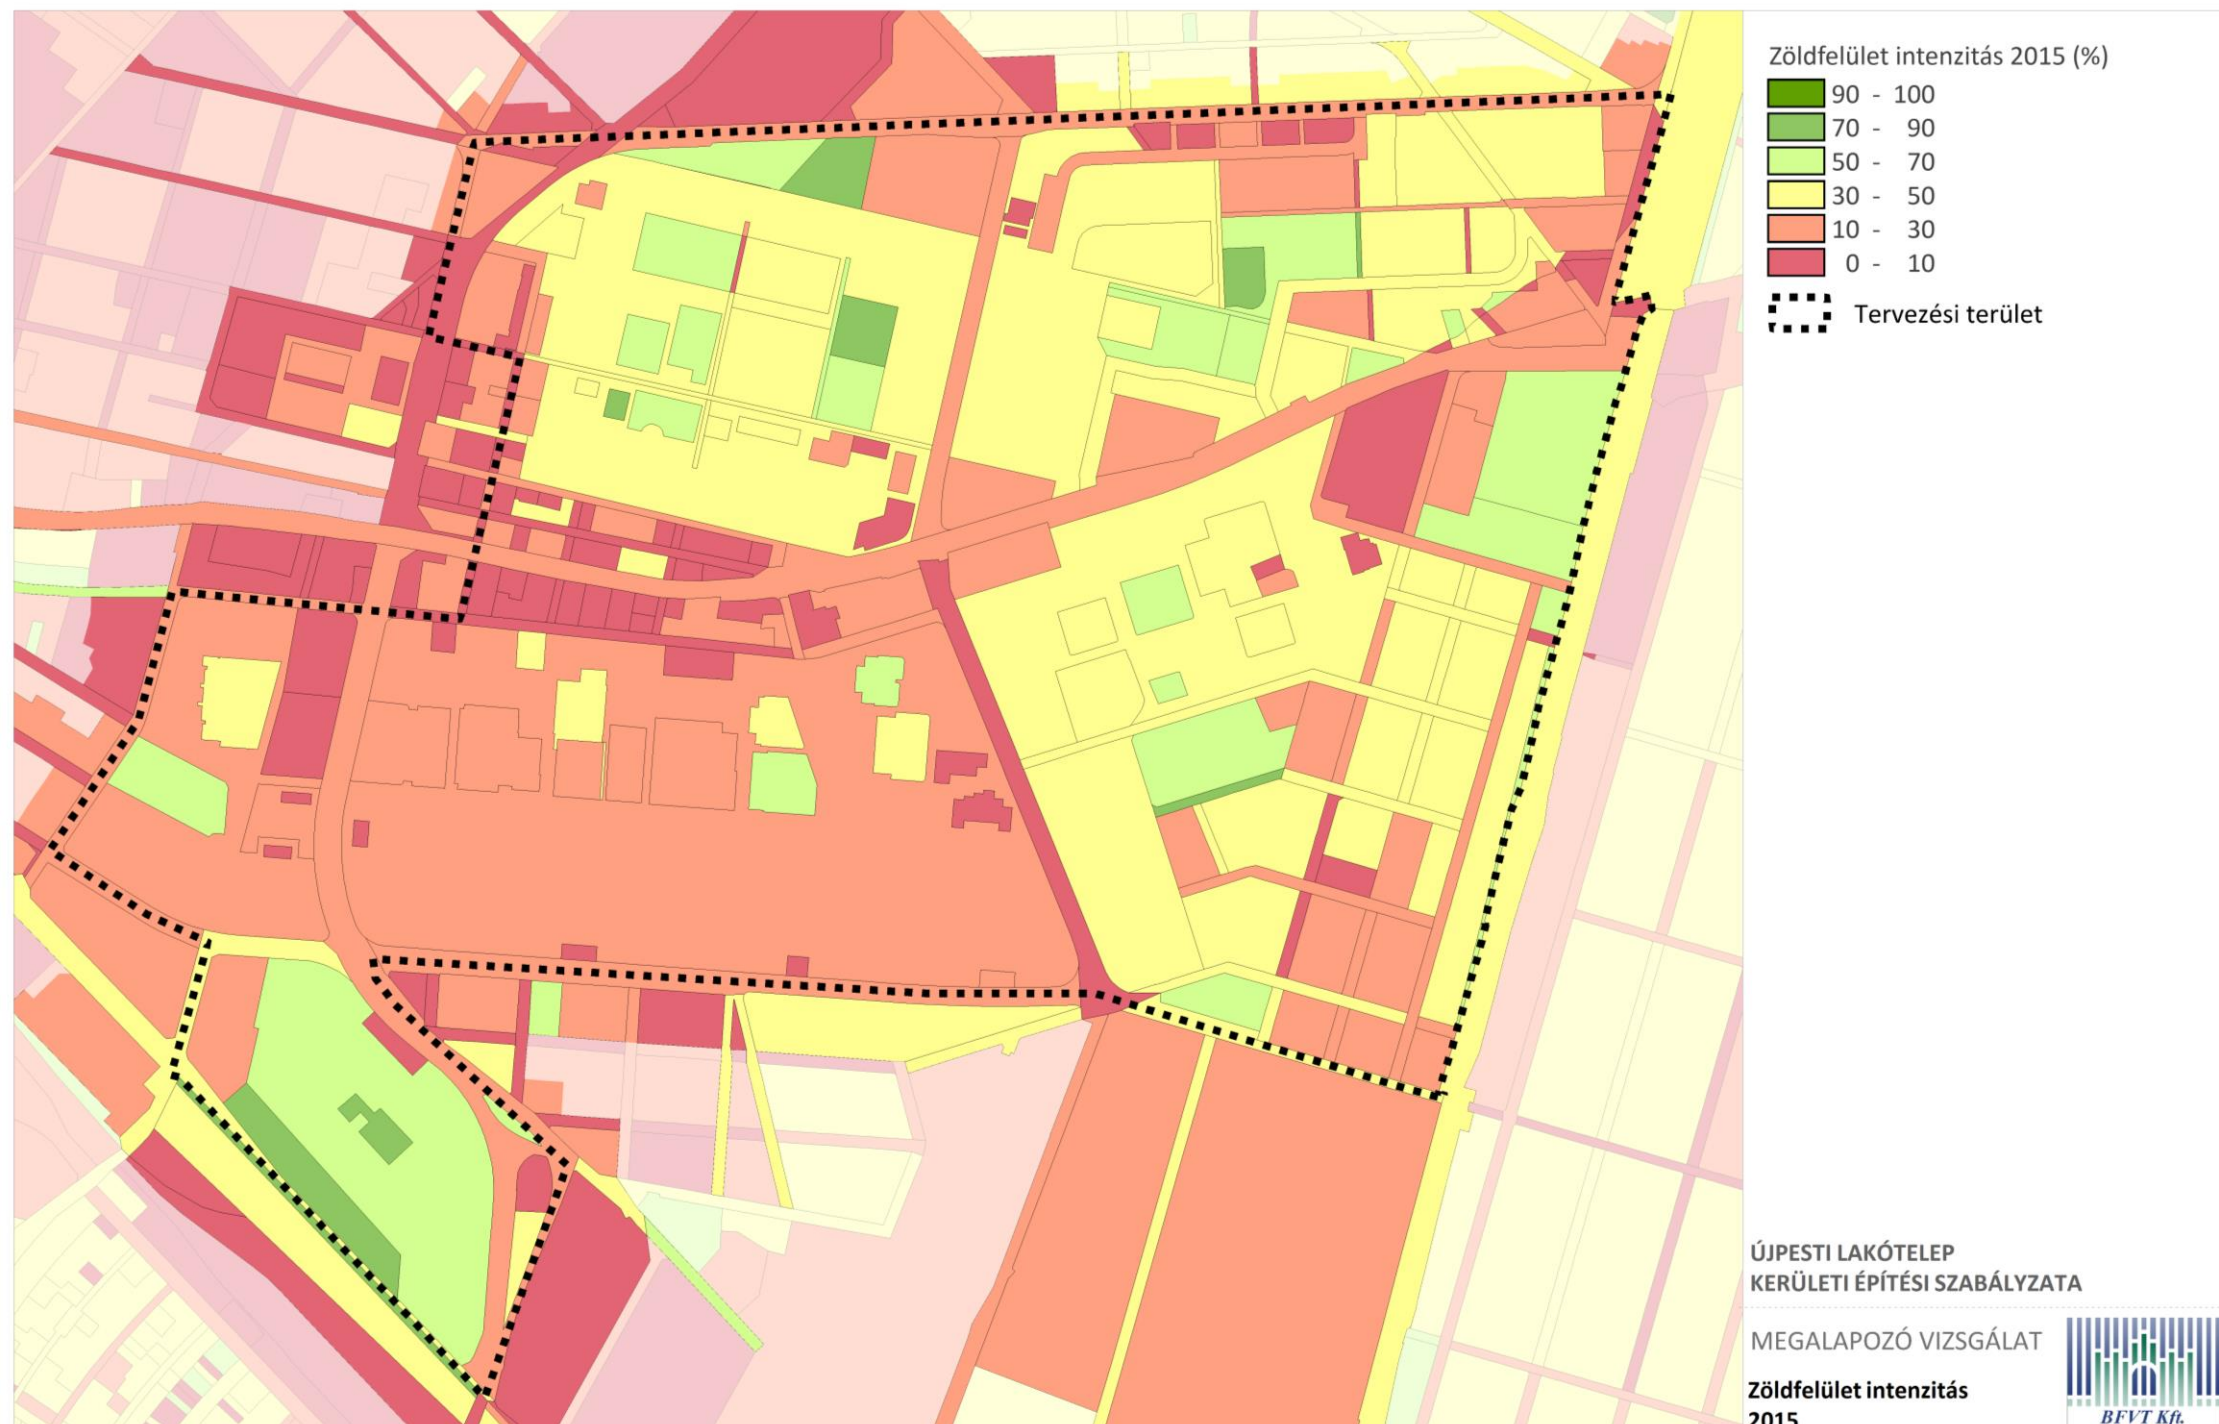 Zöldfelület intenzitás 2015 (%)
90 - 100
70 - 90
50 - 70
30 - 50
10 - 30
0 - 10
Tervezési terület
ÚJPESTI LAKÓTELEP
KERÜLETI ÉPÍTÉSI SZABÁLYZATA
MEGALAPOZÓ VIZSGÁLAT
Zöldfelület intenzitás
2015
BFVT Kft.